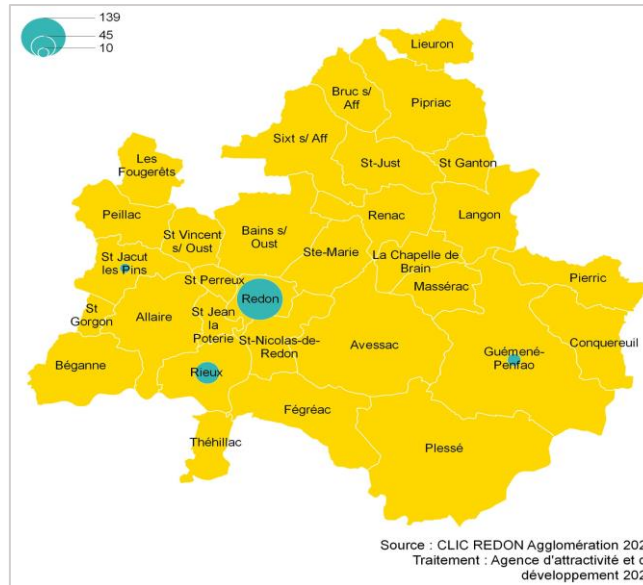 139
45
10
Lieuron
Bruc s/
Aff
Pipriac
Sixt s/ Aff
St-Just
St Ganton
Les
Fougerêts
Peillac
St Vincent
s/ Oust
Bains s/
Oust
Renac
Langon
St Jacut
les Pins
Ste-Marie
La Chapelle de
Brain
Pierric
St Perreux
Redon
Massérac
St
Gorgon
Allaire
St Jean
la
Poterie
St-Nicolas-de-
Redon
Avessac
Guémené-
Penfao
Conquereuil
Béganne
Rieux
Fégréac
Théhillac
Plessé
Source : CLIC REDON Agglomération 202
Traitement : Agence d'attractivité et d
développement 202